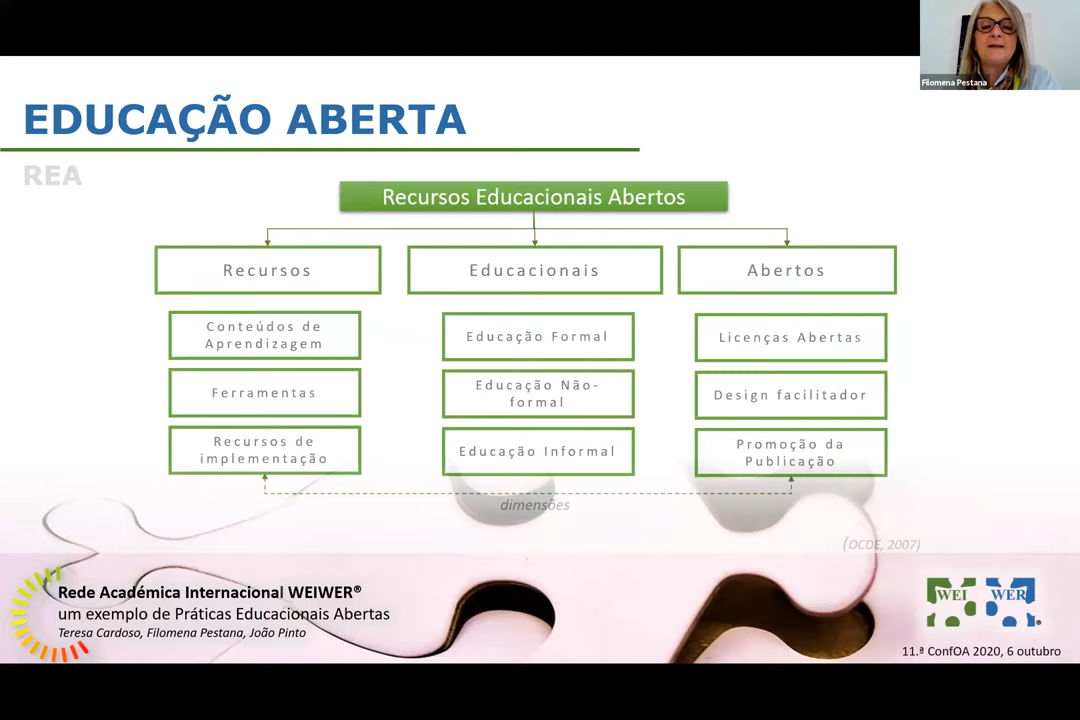 Filomena Pestana
EDUCAÇÃO ABERTA
REA
Recursos Educacionais Abertos
Recursos
Educacionais
Abertos
Conteúdos de
Aprendizagem
Educação Formal
Licenças Abertas
Ferramentas
Educação Não-
formal
Design facilitador
Recursos de
implementação
Educação Informal
Promoção da
Publicação
dimensões
(OCDE, 2007)
Rede Académica Internacional WEIWER®
um exemplo de Práticas Educacionais Abertas
Teresa Cardoso, Filomena Pestana, João Pinto
WEI WER ®
11.ª ConfOA 2020, 6 outubro